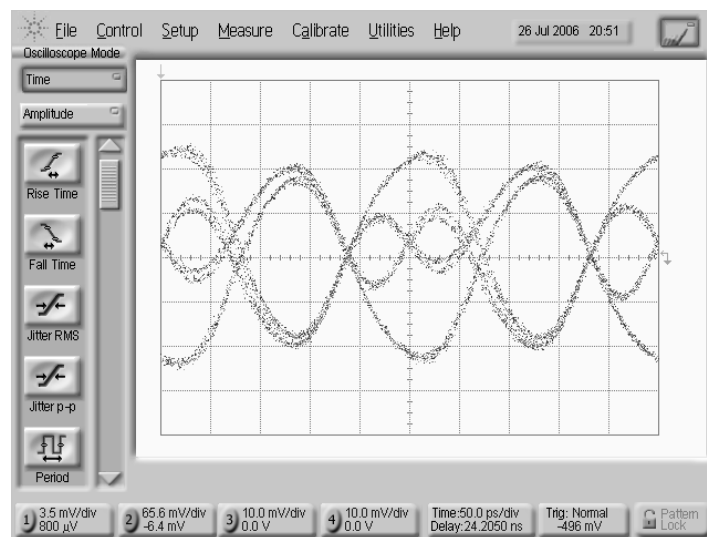 File Control Setup Measure Calibrate Utilities Help 26 Jul 2006 20:51
Oscilloscope Mode
Time
Amplitude
Rise Time
Fall Time
Jitter RMS
Jitter p-p
Period
1 3.5 mV/div 800 µV
2 65.6 mV/div -6.4 mV
3 10.0 mV/div 0.0 V
4 10.0 mV/div 0.0 V
Time:50.0 ps/div Delay:24.2050 ns
Trig: Normal -496 mV
Pattern Lock